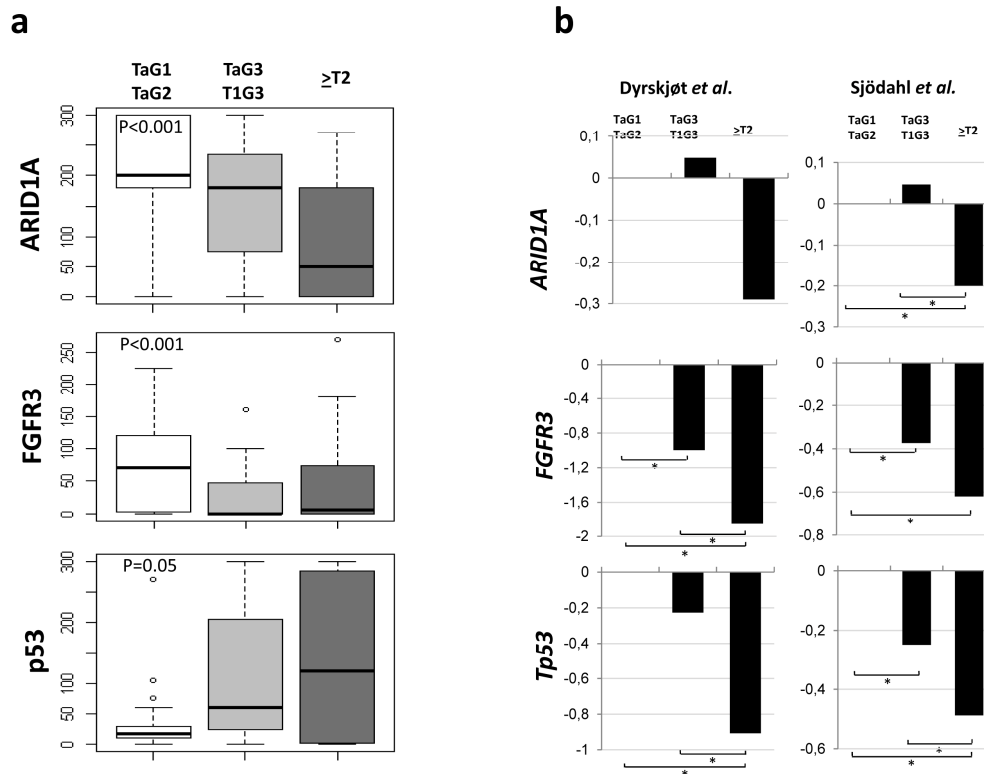 a
b
TaG1
TaG2
TaG3
T1G3
≥T2
ARID1A
300
200
100
50
0
P<0.001
FGFR3
250
200
150
100
50
0
P<0.001
p53
300
200
100
50
0
P=0.05
Dyrskjøt et al.
Sjödahl et al.
TaG1
TaG2
TaG3
T1G3
≥T2
TaG1
TaG2
TaG3
T1G3
≥T2
ARID1A
0,1
0
-0,1
-0,2
-0,3
0,1
0
-0,1
-0,2
-0,3
*
*
FGFR3
0
-0,4
-0,8
-1,2
-1,6
-2
*
*
*
0
-0,2
-0,4
-0,6
-0,8
*
*
Tp53
0
-0,2
-0,4
-0,6
-0,8
-1
*
*
0
-0,2
-0,4
-0,6
*
*
*